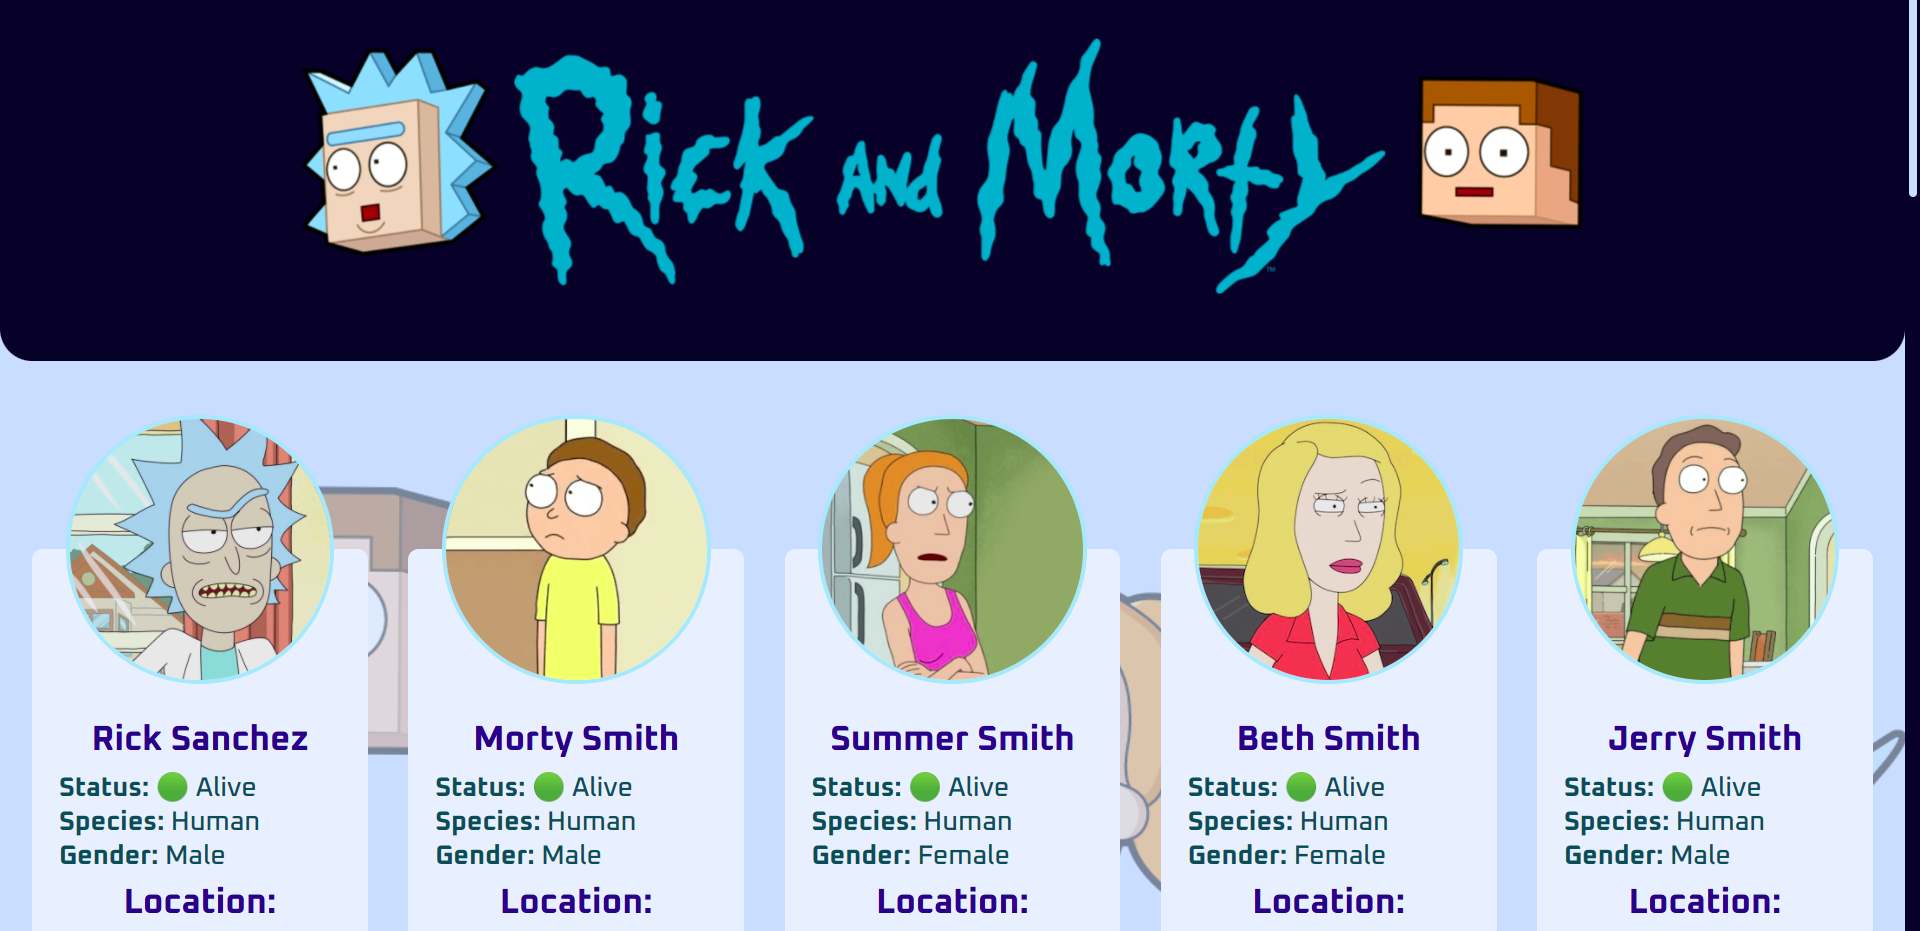 Rick and Morty
™
Rick Sanchez
Status: 🟢 Alive
Species: Human
Gender: Male
Location:
Morty Smith
Status: 🟢 Alive
Species: Human
Gender: Male
Location:
Summer Smith
Status: 🟢 Alive
Species: Human
Gender: Female
Location:
Beth Smith
Status: 🟢 Alive
Species: Human
Gender: Female
Location:
Jerry Smith
Status: 🟢 Alive
Species: Human
Gender: Male
Location: